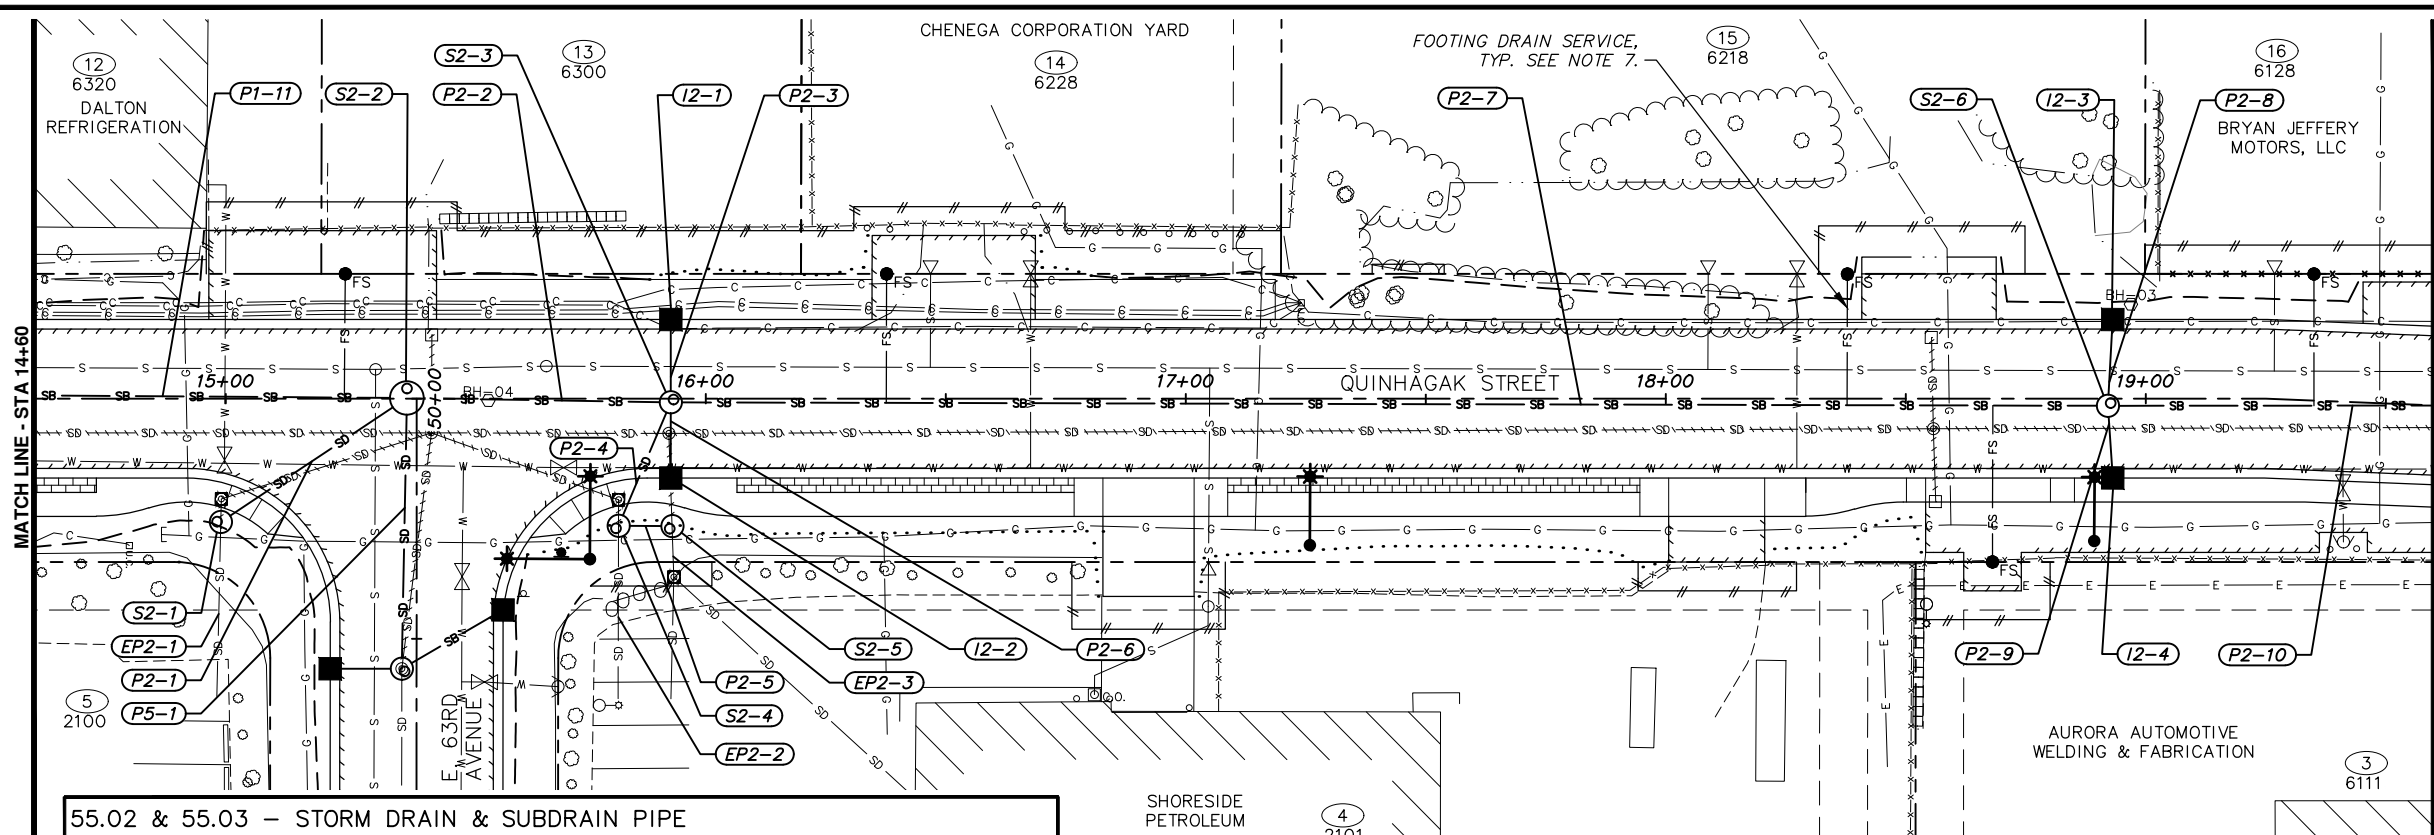 CHENEGA CORPORATION YARD
14
6228
12
6320
DALTON
REFRIGERATION
13
6300
S2-3
P1-11
S2-2
P2-2
I2-1
P2-3
FOOTING DRAIN SERVICE,
TYP. SEE NOTE 7.
15
6218
16
6128
P2-7
S2-6
I2-3
P2-8
BRYAN JEFFERY
MOTORS, LLC
BH-03
FS
FS
FS
FS
MATCH LINE - STA 14+60
15+00
50+00
BH-04
16+00
17+00
QUINHAGAK STREET
18+00
19+00
P2-4
FS
S2-1
EP2-1
P2-1
P5-1
5
2100
E. 63RD
AVENUE
S2-5
I2-2
P2-6
P2-5
EP2-3
S2-4
EP2-2
C.O.
P2-9
I2-4
P2-10
AURORA AUTOMOTIVE
WELDING & FABRICATION
3
6111
SHORESIDE
PETROLEUM
4
2101
55.02 & 55.03 – STORM DRAIN & SUBDRAIN PIPE